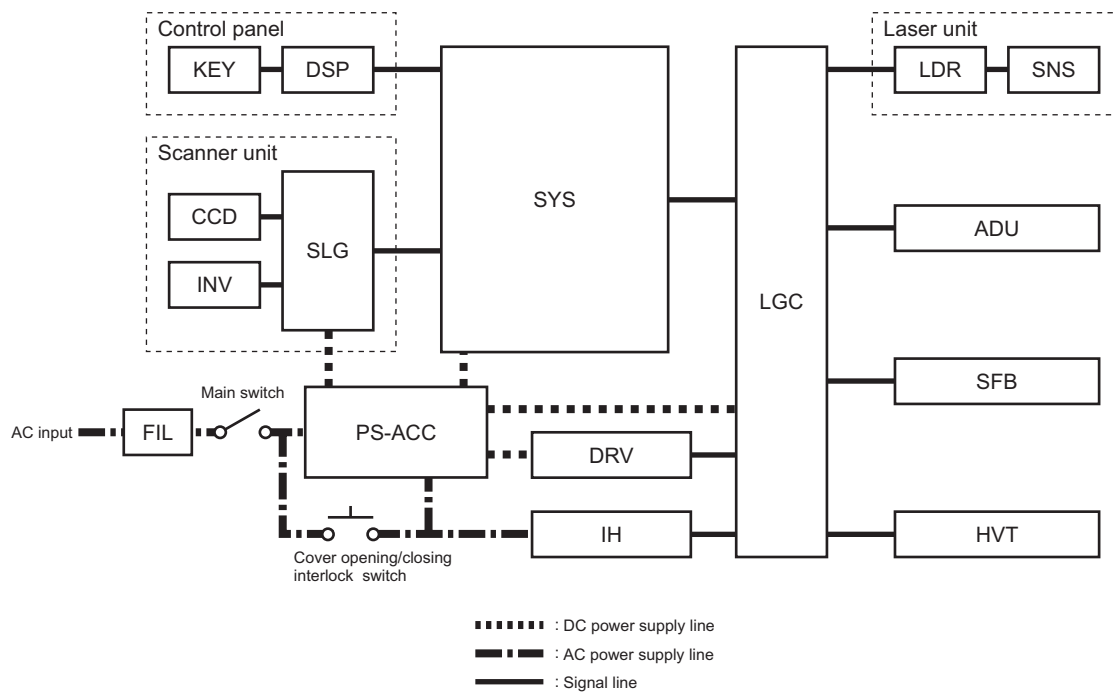 Control panel
KEY
DSP
Scanner unit
CCD
INV
SLG
SYS
LGC
Laser unit
LDR
SNS
ADU
SFB
HVT
Main switch
AC input
FIL
PS-ACC
DRV
IH
Cover opening/closing
interlock switch
: DC power supply line
: AC power supply line
: Signal line